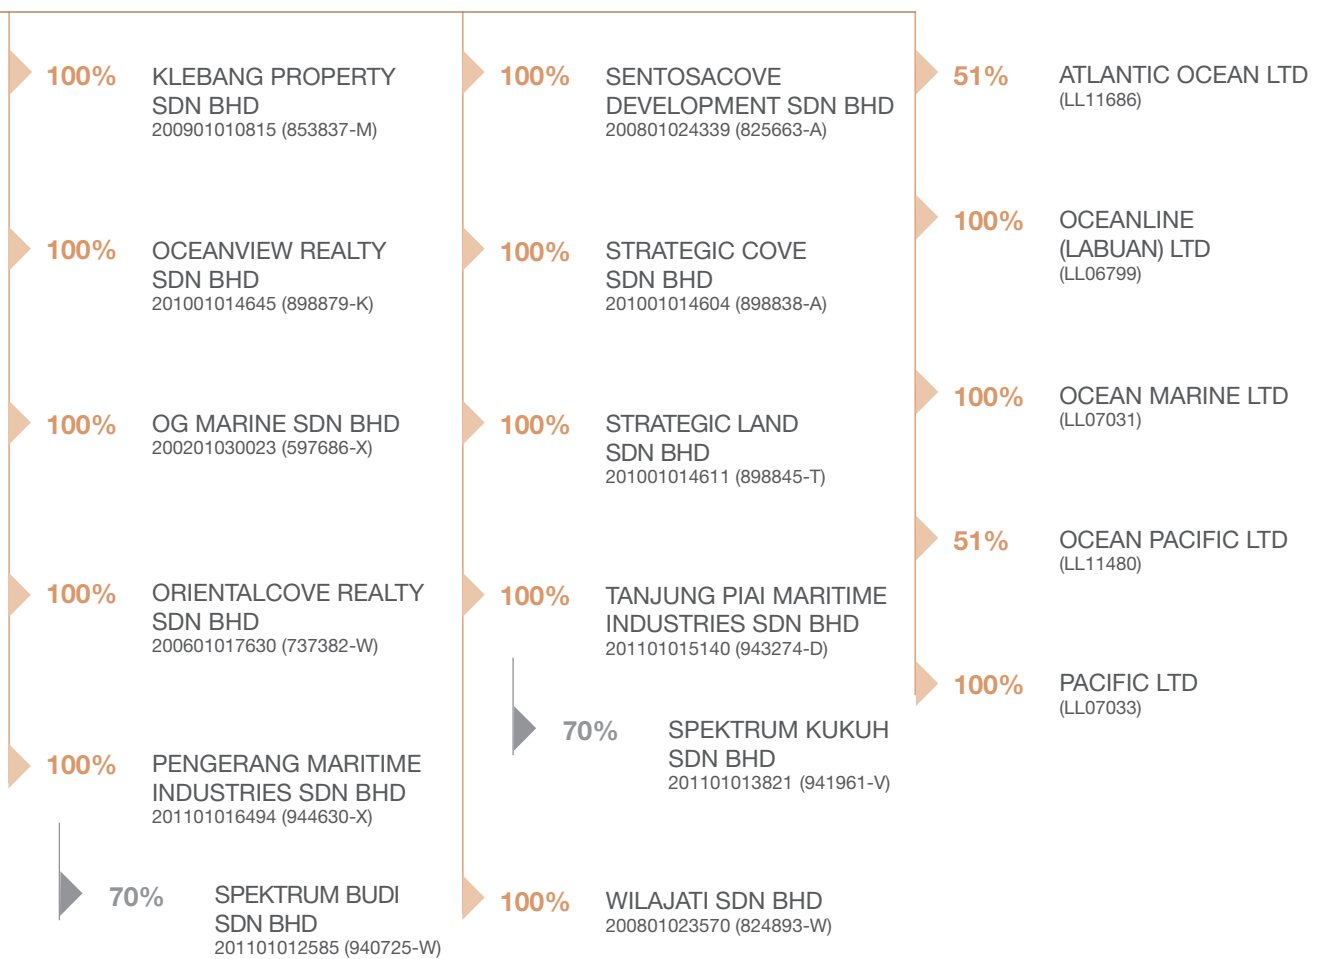 100%
KLEBANG PROPERTY
SDN BHD
200901010815 (853837-M)
100%
OCEANVIEW REALTY
SDN BHD
201001014645 (898879-K)
100%
OG MARINE SDN BHD
200201030023 (597686-X)
100%
ORIENTALCOVE REALTY
SDN BHD
200601017630 (737382-W)
100%
PENGERANG MARITIME
INDUSTRIES SDN BHD
201101016494 (944630-X)
70%
SPEKTRUM BUDI
SDN BHD
201101012585 (940725-W)
100%
SENTOSACOVE
DEVELOPMENT SDN BHD
200801024339 (825663-A)
100%
STRATEGIC COVE
SDN BHD
201001014604 (898838-A)
100%
STRATEGIC LAND
SDN BHD
201001014611 (898845-T)
100%
TANJUNG PIAI MARITIME
INDUSTRIES SDN BHD
201101015140 (943274-D)
70%
SPEKTRUM KUKUH
SDN BHD
201101013821 (941961-V)
100%
WILAJATI SDN BHD
200801023570 (824893-W)
51%
ATLANTIC OCEAN LTD
(LL11686)
100%
OCEANLINE
(LABUAN) LTD
(LL06799)
100%
OCEAN MARINE LTD
(LL07031)
51%
OCEAN PACIFIC LTD
(LL11480)
100%
PACIFIC LTD
(LL07033)